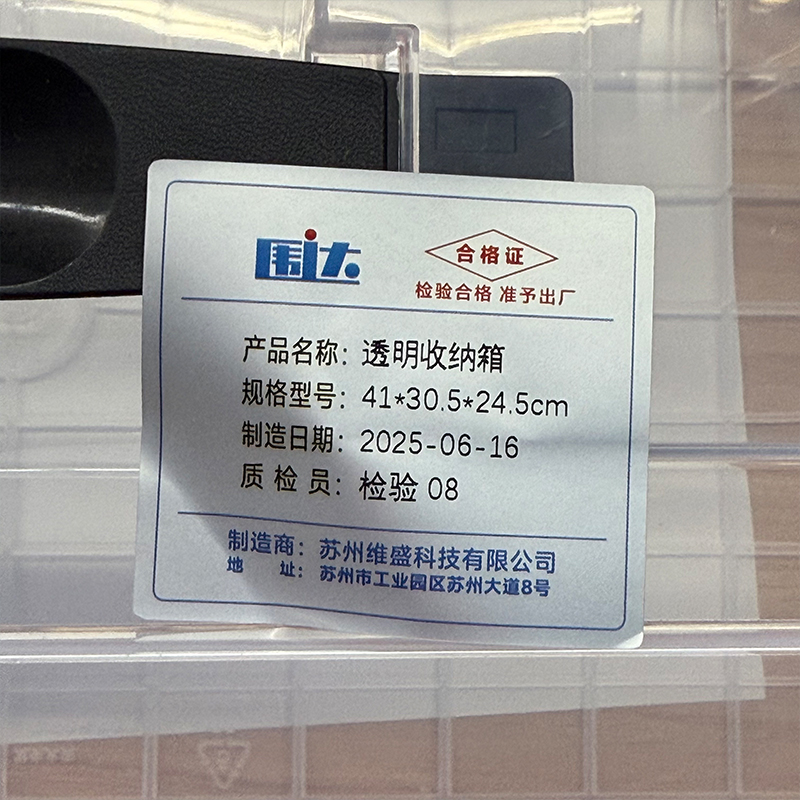 围达
合格证
检验合格 准予出厂
产品名称：透明收纳箱
规格型号：41*30.5*24.5cm
制造日期：2025-06-16
质检员：检验 08
制造商：苏州维盛科技有限公司
地址：苏州市工业园区苏州大道8号